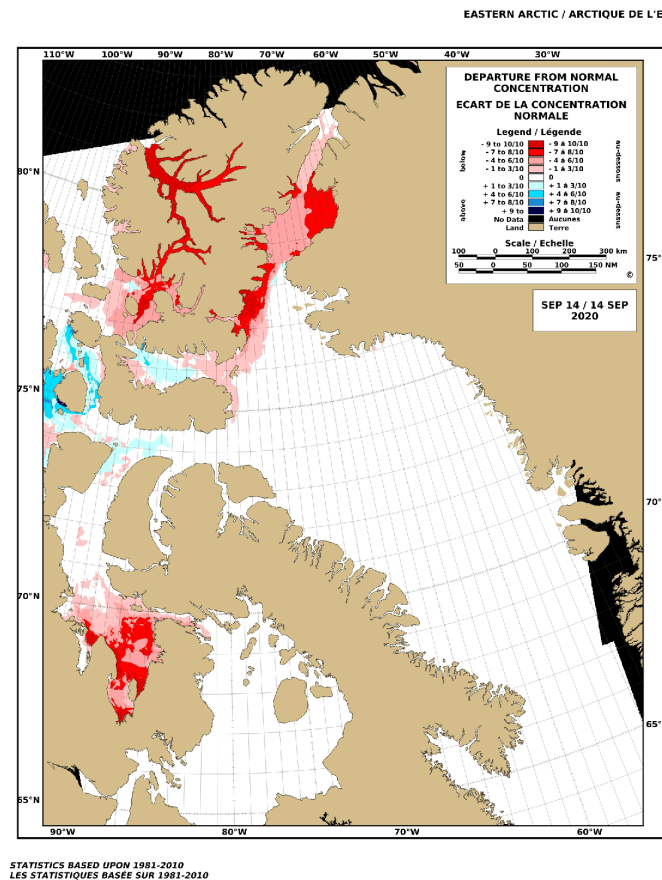 EASTERN ARCTIC / ARCTIQUE DE L'E
110°W 100°W 90°W 80°W 70°W 60°W 50°W 40°W 30°W
DEPARTURE FROM NORMAL
CONCENTRATION
ECART DE LA CONCENTRATION
NORMALE
Legend / Légende
below
above
- 9 to 10/10 - 9 à 10/10
- 7 to 8/10 - 7 à 8/10
- 4 to 6/10 - 4 à 6/10
- 1 to 3/10 - 1 à 3/10
0 0
+ 1 to 3/10 + 1 à 3/10
+ 4 to 6/10 + 4 à 6/10
+ 7 to 8/10 + 7 à 8/10
+ 9 to + 9 à 10/10
No Data Aucunes
Land Terre
au-dessous
au-dessus
Scale / Echelle
100 0 100 200 300 km
50 0 50 100 150 NM
©
SEP 14 / 14 SEP
2020
80°N
75°N
70°N
65°N
75°
70°
65°
90°W 80°W 70°W 60°W
STATISTICS BASED UPON 1981-2010
LES STATISTIQUES BASÉE SUR 1981-2010